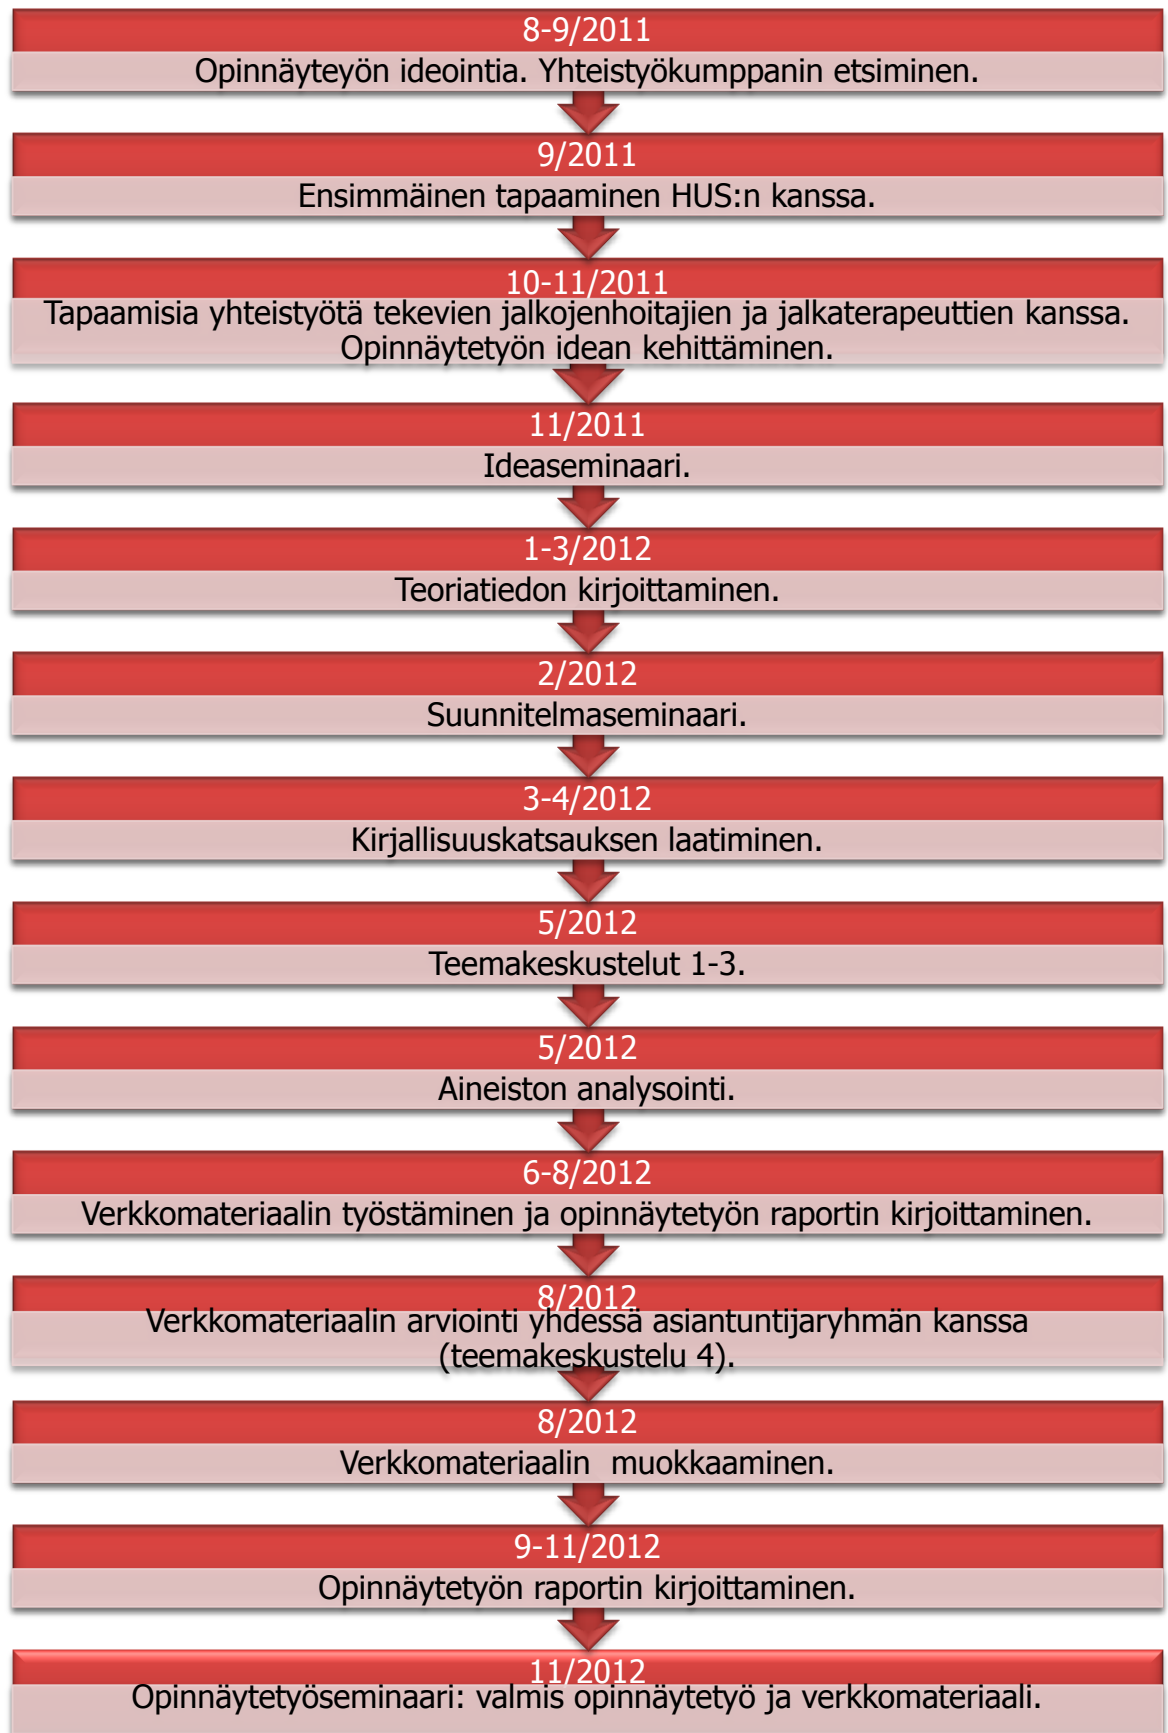 8-9/2011
Opinnäyteyön ideointia. Yhteistyökumppanin etsiminen.
9/2011
Ensimmäinen tapaaminen HUS:n kanssa.
10-11/2011
Tapaamisia yhteistyötä tekevien jalkojenhoitajien ja jalkaterapeuttien kanssa.
Opinnäytetyön idean kehittäminen.
11/2011
Ideaseminaari.
1-3/2012
Teoriatiedon kirjoittaminen.
2/2012
Suunnitelmaseminaari.
3-4/2012
Kirjallisuuskatsauksen laatiminen.
5/2012
Teemakeskustelut 1-3.
5/2012
Aineiston analysointi.
6-8/2012
Verkkomateriaalin työstäminen ja opinnäytetyön raportin kirjoittaminen.
8/2012
Verkkomateriaalin arviointi yhdessä asiantuntijaryhmän kanssa
(teemakeskustelu 4).
8/2012
Verkkomateriaalin  muokkaaminen.
9-11/2012
Opinnäytetyön raportin kirjoittaminen.
11/2012
Opinnäytetyöseminaari: valmis opinnäytetyö ja verkkomateriaali.